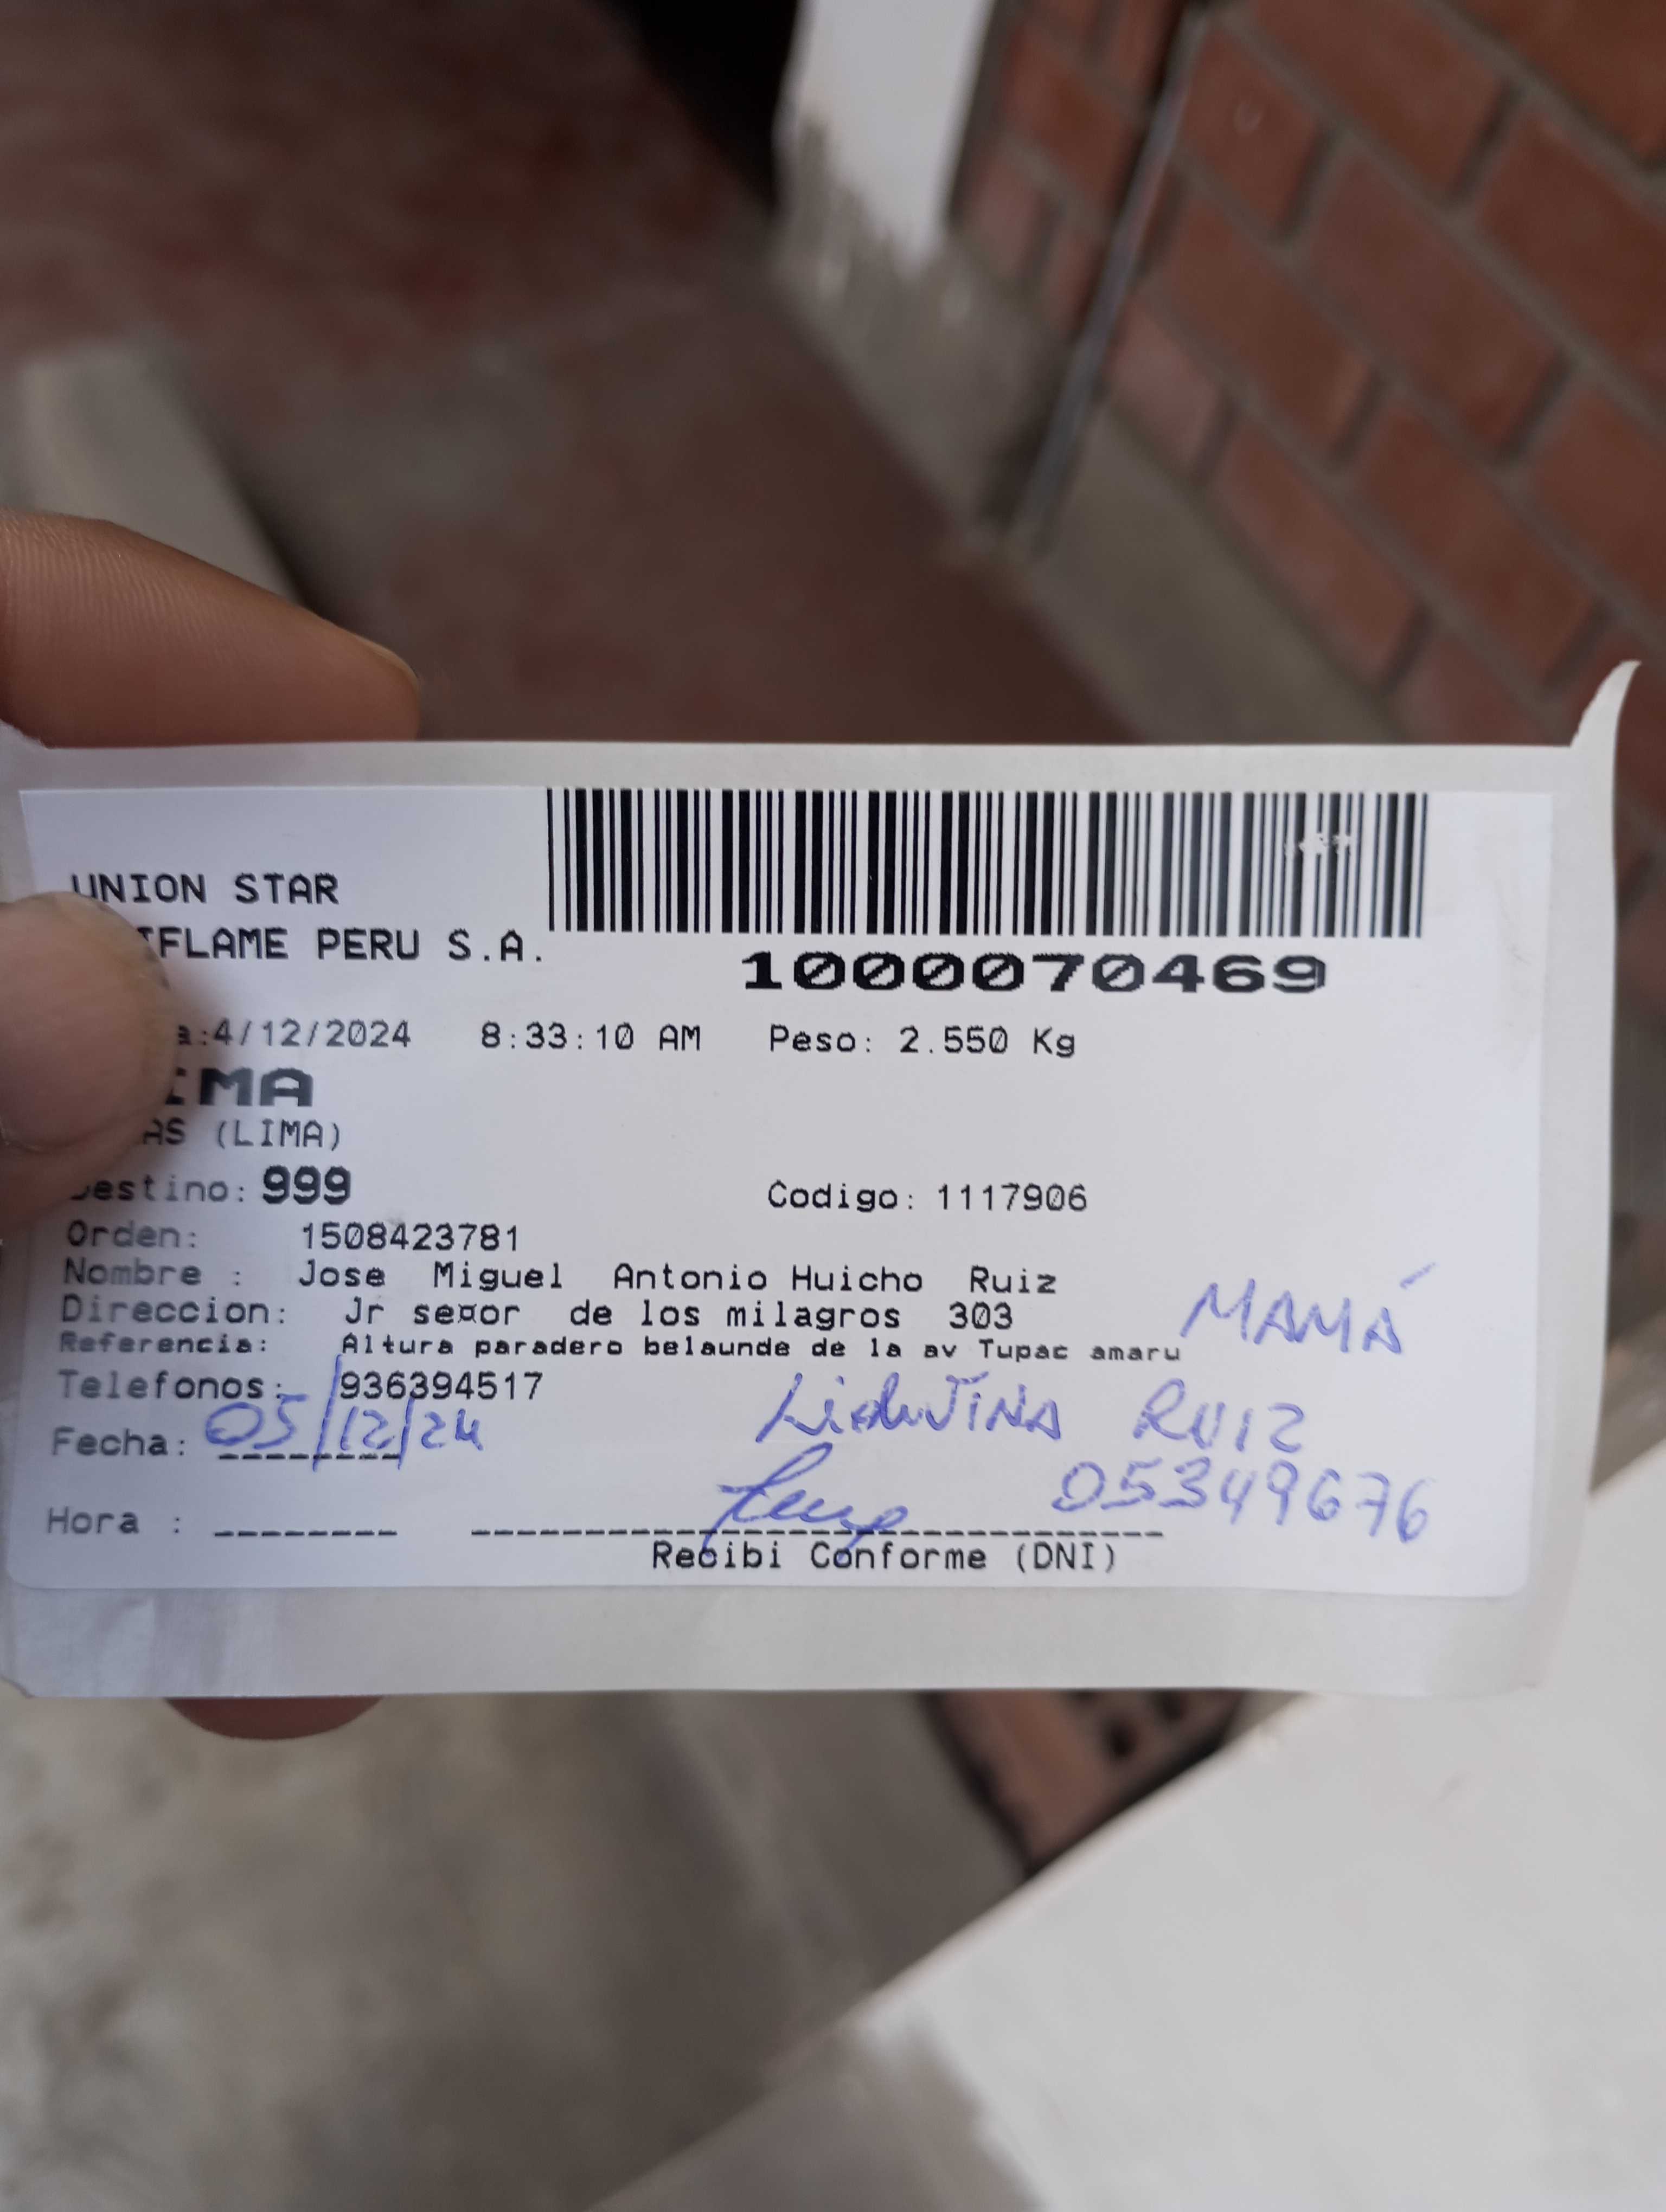 UNION STAR
IFLAME PERU S.A.
1000070469
a:4/12/2024 8:33:10 AM Peso: 2.550 Kg
IMA
AS (LIMA)
Destino: 999 Codigo: 1117906
Orden: 1508423781
Nombre : Jose Miguel Antonio Huicho Ruiz
Direccion: Jr se¤or de los milagros 303
MAMÁ
Referencia: Altura paradero belaunde de la av Tupac amaru
Telefonos: 936394517
RUIZ
Fecha: 05/12/24
05349676
Hora :
Recibi Conforme (DNI)